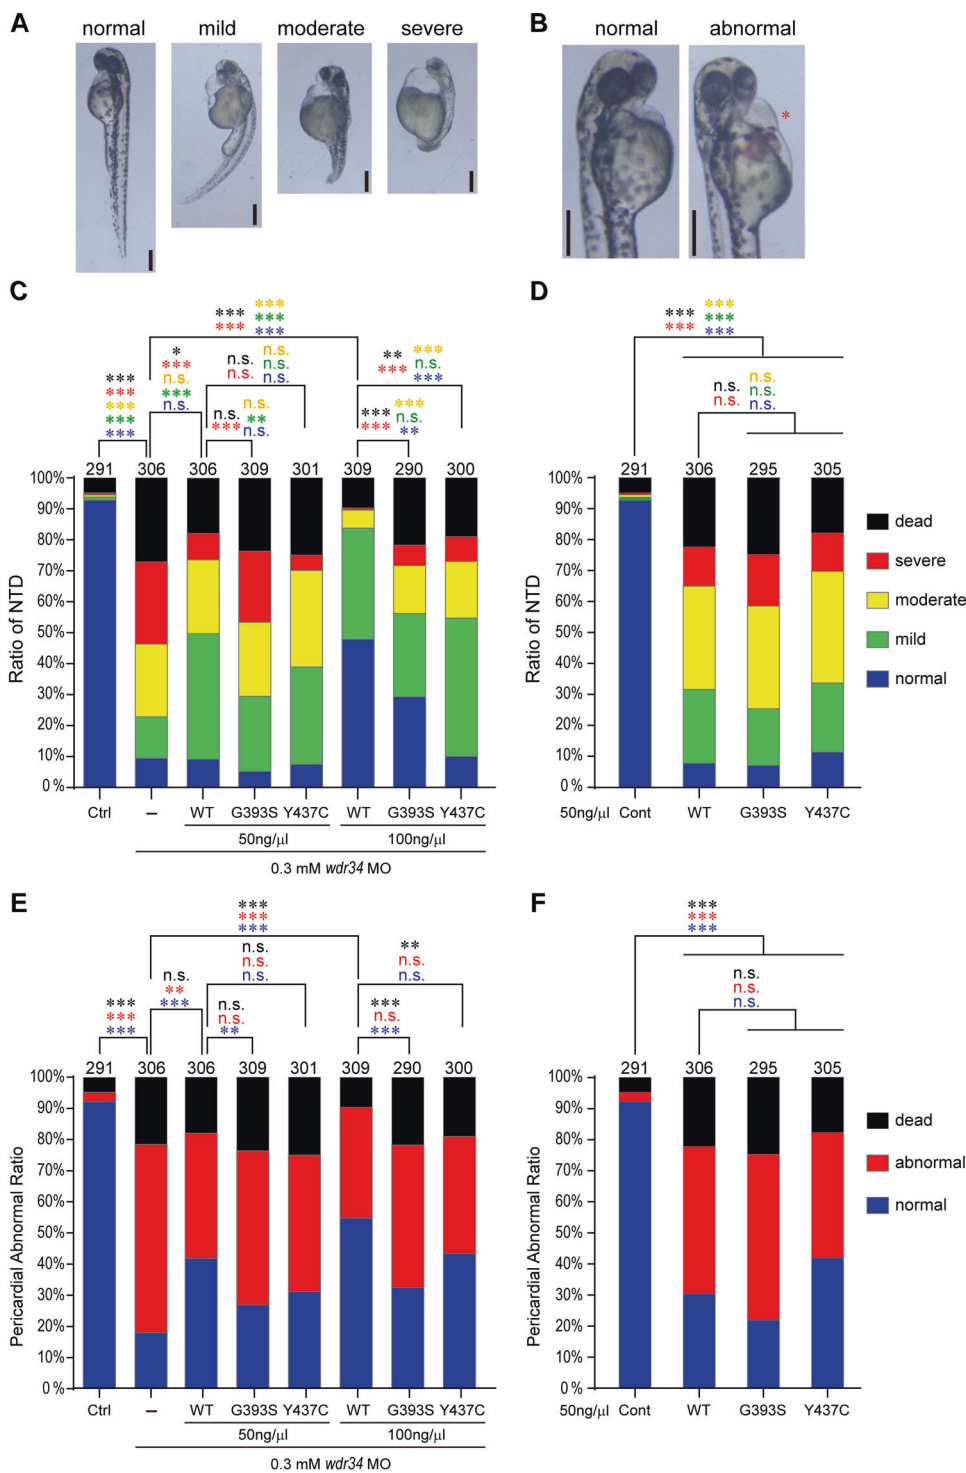 A
normal
mild
moderate
severe
B
normal
abnormal
*
C
***
***
***
***
***
*
***
n.s.
***
n.s.
***
***
***
***
***
n.s.
n.s.
n.s.
n.s.
n.s.
n.s.
***
n.s.
**
n.s.
**
***
***
n.s.
***
***
***
***
n.s.
**
291 306 306 309 301 309 290 300
100%
90%
80%
70%
60%
50%
40%
30%
20%
10%
0 %
Ratio of NTD
Ctrl – WT G393S Y437C WT G393S Y437C
50ng/μl 100ng/μl
0.3 mM wdr34 MO
D
***
***
***
***
***
n.s.
n.s.
n.s.
n.s.
n.s.
291 306 295 305
100%
90%
80%
70%
60%
50%
40%
30%
20%
10%
0 %
Ratio of NTD
50ng/μl Cont WT G393S Y437C
dead
severe
moderate
mild
normal
E
***
***
***
n.s.
**
***
***
***
***
n.s.
n.s.
n.s.
n.s.
n.s.
**
**
n.s.
n.s.
***
n.s.
***
291 306 306 309 301 309 290 300
100%
90%
80%
70%
60%
50%
40%
30%
20%
10%
0 %
Pericardial Abnormal Ratio
Ctrl – WT G393S Y437C WT G393S Y437C
50ng/μl 100ng/μl
0.3 mM wdr34 MO
F
***
***
***
n.s.
n.s.
n.s.
291 306 295 305
100%
90%
80%
70%
60%
50%
40%
30%
20%
10%
0 %
Pericardial Abnormal Ratio
50ng/μl Cont WT G393S Y437C
dead
abnormal
normal